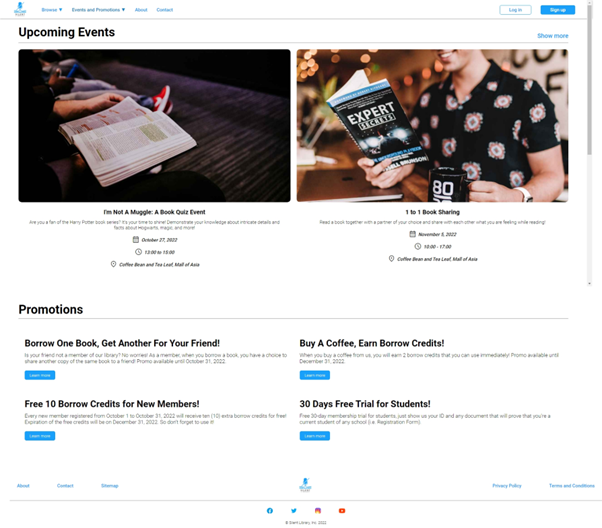 Browse ▼ Events and Promotions ▼ About Contact Log in Sign up
Upcoming Events
Show more
EXPERT
SECRETS
80
I'm Not A Muggle: A Book Quiz Event
Are you a fan of the Harry Potter book series? It's your time to shine! Demonstrate your knowledge about intricate details and
facts about Hogwarts, magic, and more!
October 27, 2022
13:00 to 15:00
Coffee Bean and Tea Leaf, Mall of Asia
1 to 1 Book Sharing
Read a book together with a partner of your choice and share with each other what you are feeling while reading!
November 5, 2022
10:00 - 17:00
Coffee Bean and Tea Leaf, Mall of Asia
Promotions
Borrow One Book, Get Another For Your Friend!
Is your friend not a member of our library? No worries! As a member, when you borrow a book, you have a choice to
share another copy of the same book to a friend! Promo available until October 31, 2022.
Learn more
Buy A Coffee, Earn Borrow Credits!
When you buy a coffee from us, you will earn 2 borrow credits that you can use immediately! Promo available until
December 31, 2022.
Learn more
Free 10 Borrow Credits for New Members!
Every new member registered from October 1 to October 31, 2022 will receive ten (10) extra borrow credits for free!
Expiration of the free credits will be on December 31, 2022. So don't forget to use it!
Learn more
30 Days Free Trial for Students!
Free 30-day membership trial for students, just show us your ID and any document that will prove that you're a
current student of any school (i.e. Registration Form).
Learn more
About Contact Sitemap Privacy Policy Terms and Conditions
© Silent Library, Inc. 2022